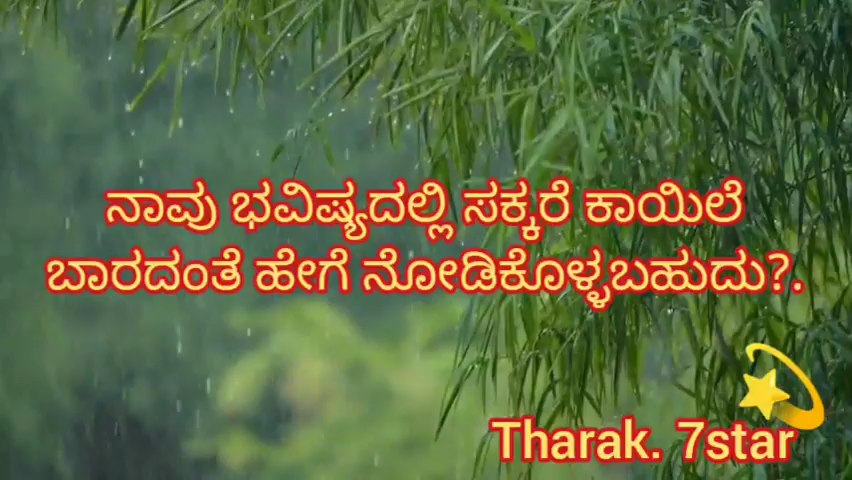 ನಾವು ಭವಿಷ್ಯದಲ್ಲಿ ಸಕ್ಕರೆ ಕಾಯಿಲೆ
ಬಾರದಂತೆ ಹೇಗೆ ನೋಡಿಕೊಳ್ಳಬಹುದು?.
Tharak. 7star